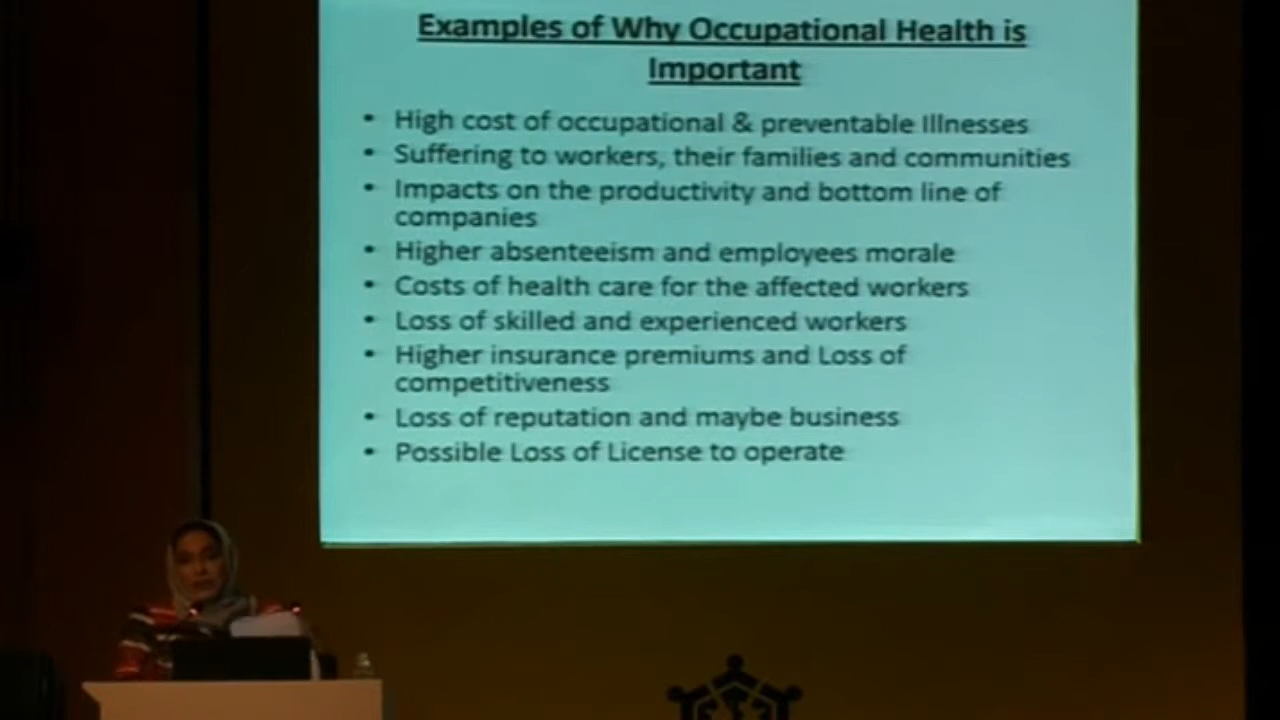 Examples of Why Occupational Health is
Important
• High cost of occupational & preventable Illnesses
• Suffering to workers, their families and communities
• Impacts on the productivity and bottom line of
companies
• Higher absenteeism and employees morale
• Costs of health care for the affected workers
• Loss of skilled and experienced workers
• Higher insurance premiums and Loss of
competitiveness
• Loss of reputation and maybe business
• Possible Loss of License to operate